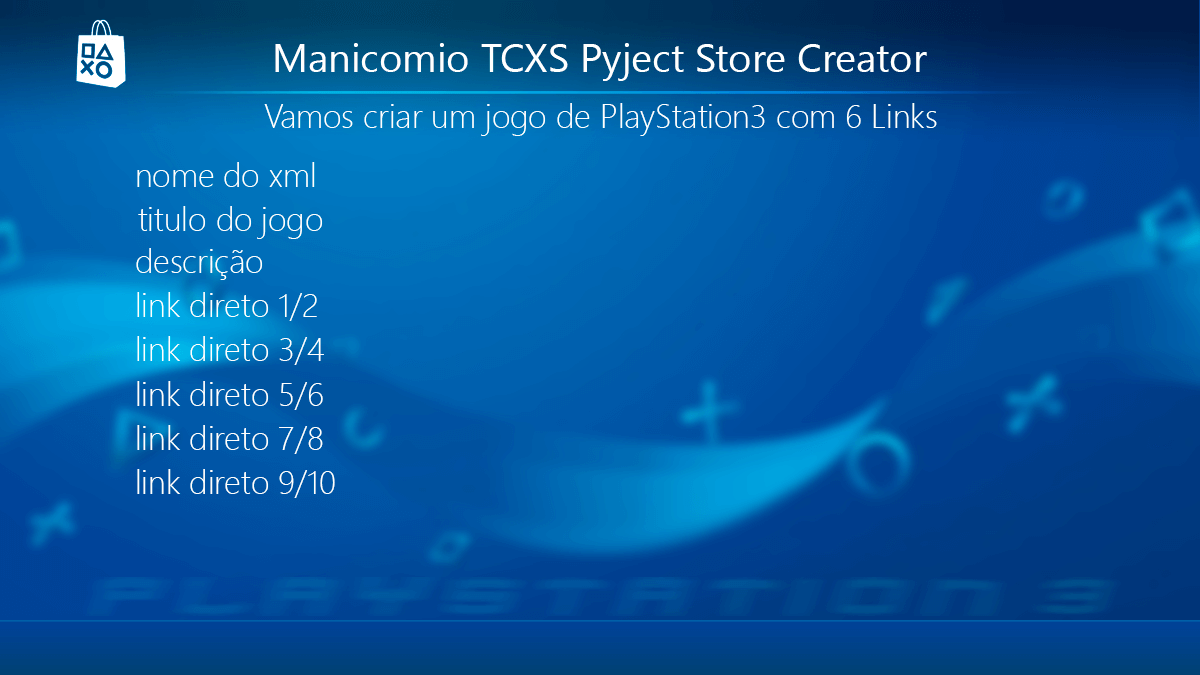 Manicomio TCXS Pyject Store Creator
Vamos criar um jogo de PlayStation3 com 6 Links
nome do xml
titulo do jogo
descrição
link direto 1/2
link direto 3/4
link direto 5/6
link direto 7/8
link direto 9/10
PLAYSTATION 3